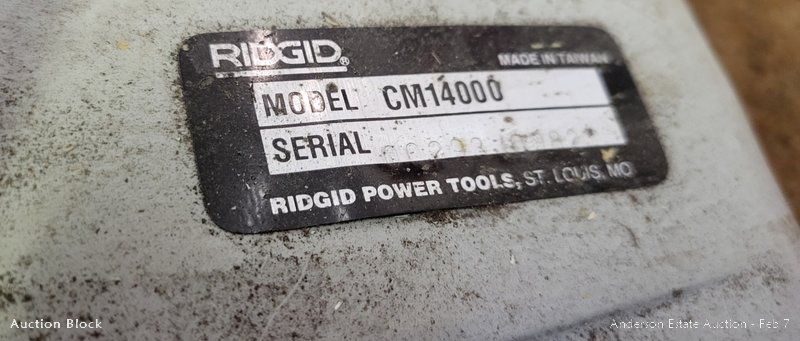 RIDGID®
MADE IN TAIWAN
MODEL CM14000
SERIAL
RIDGID POWER TOOLS, ST. LOUIS, MO
Auction Block
Anderson Estate Auction - Feb 7